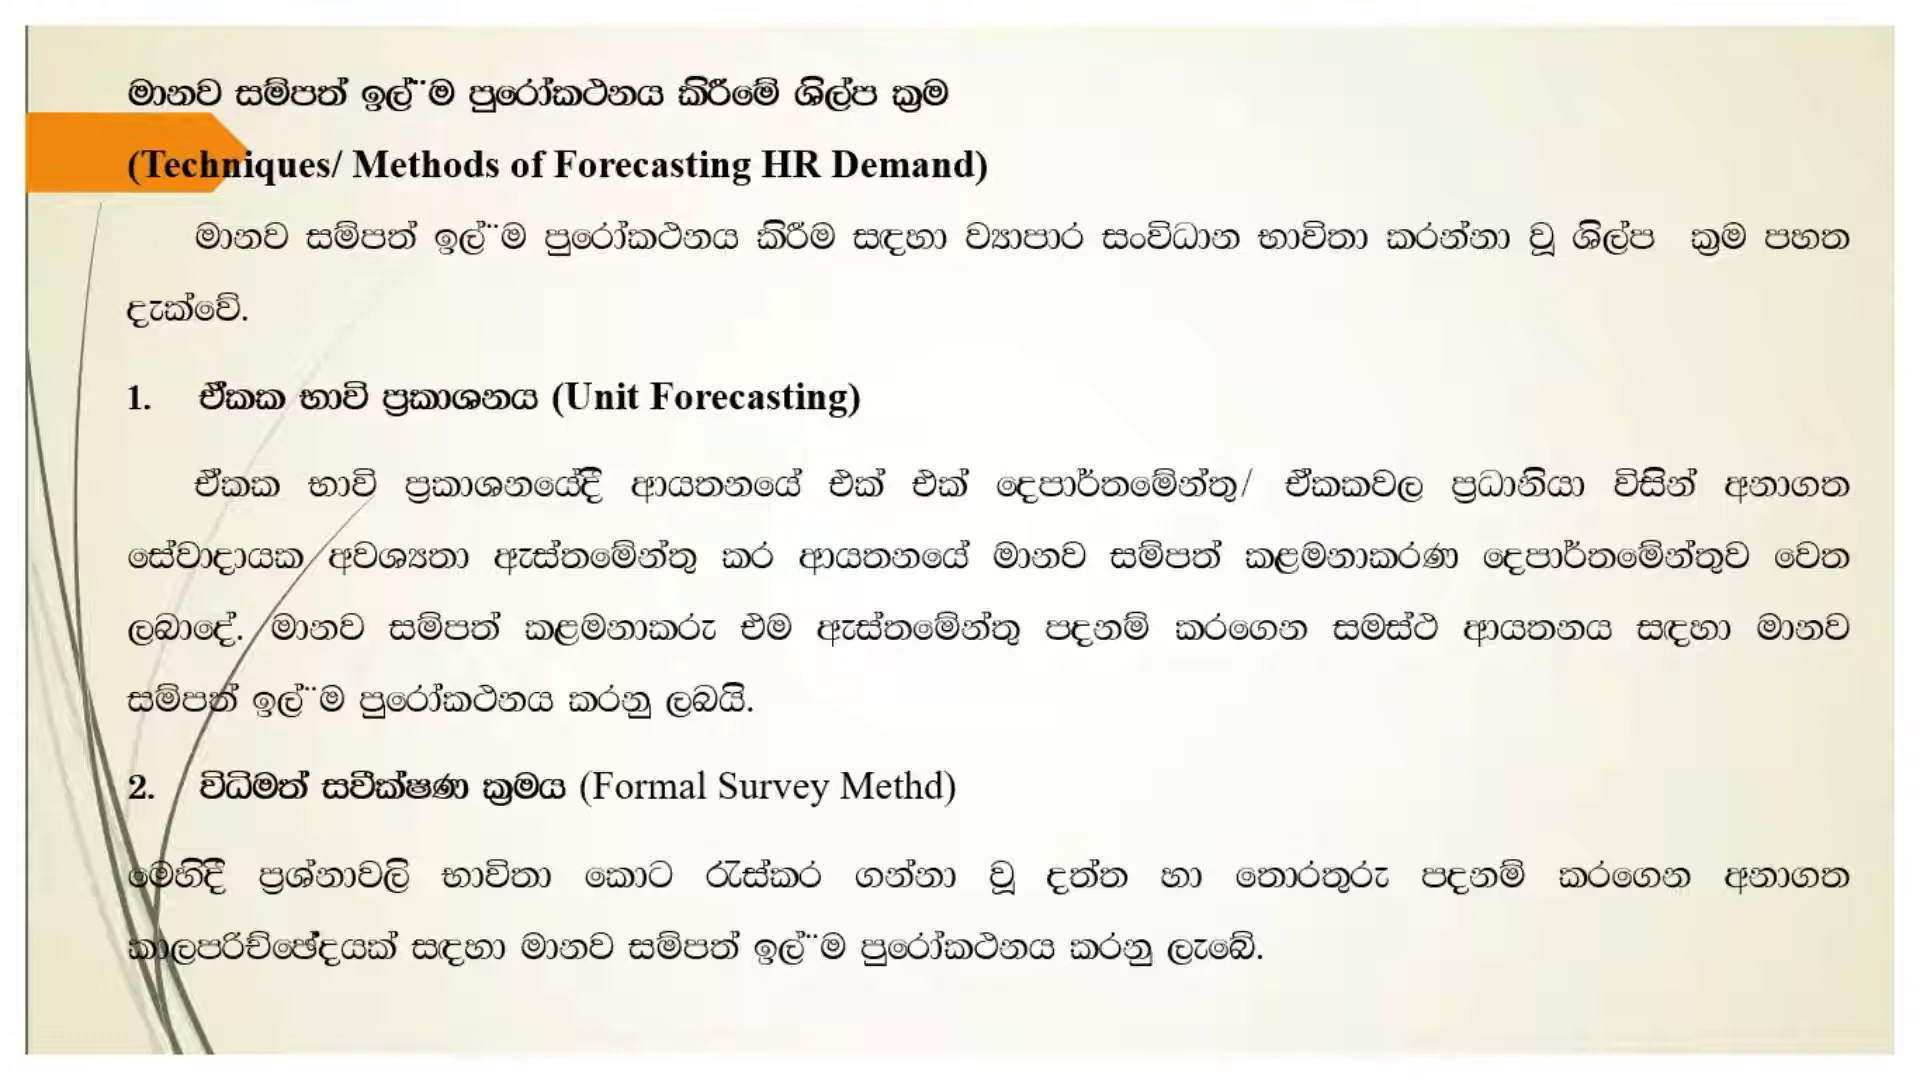 මානව සම්පත් ඉල්¨ම පුරෝකථනය කිරීමේ ශිල්ප ක්‍රම
(Techniques/ Methods of Forecasting HR Demand)
මානව සම්පත් ඉල්¨ම පුරෝකථනය කිරීම සඳහා ව්‍යාපාර සංවිධාන භාවිතා කරන්නා වූ ශිල්ප ක්‍රම පහත
දැක්වේ.
1. ඒකක භාවි ප්‍රකාශනය (Unit Forecasting)
ඒකක භාවි ප්‍රකාශනයේදී ආයතනයේ එක් එක් දෙපාර්තමේන්තු/ ඒකකවල ප්‍රධානියා විසින් අනාගත
සේවාදායක අවශ්‍යතා ඇස්තමේන්තු කර ආයතනයේ මානව සම්පත් කළමනාකරණ දෙපාර්තමේන්තුව වෙත
ලබාදේ. මානව සම්පත් කළමනාකරු එම ඇස්තමේන්තු පදනම් කරගෙන සමස්ථ ආයතනය සඳහා මානව
සම්පත් ඉල්¨ම පුරෝකථනය කරනු ලබයි.
2. විධිමත් සවීක්ෂණ ක්‍රමය (Formal Survey Methd)
මෙහිදී ප්‍රශ්නාවලි භාවිතා කොට රැස්කර ගන්නා වූ දත්ත හා තොරතුරු පදනම් කරගෙන අනාගත
කාලපරිච්ඡේදයක් සඳහා මානව සම්පත් ඉල්¨ම පුරෝකථනය කරනු ලැබේ.